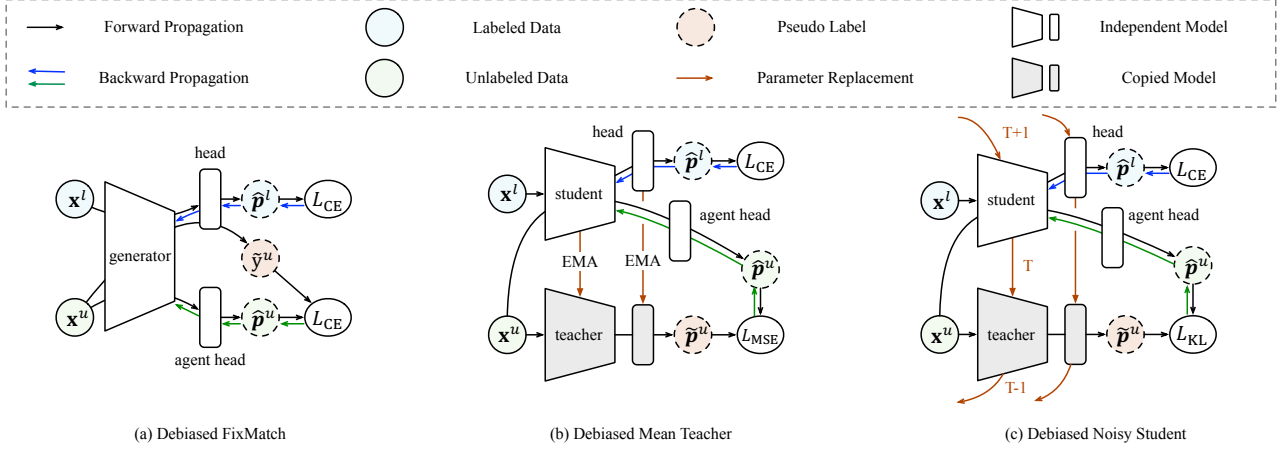 Forward Propagation
Labeled Data
Pseudo Label
Independent Model
Backward Propagation
Unlabeled Data
Parameter Replacement
Copied Model
head
x^l
p̂^l
L_CE
generator
ỹ^u
x^u
p̂^u
L_CE
agent head
(a) Debiased FixMatch
head
x^l
student
p̂^l
L_CE
agent head
EMA
EMA
p̂^u
x^u
teacher
p̃^u
L_MSE
(b) Debiased Mean Teacher
T+1
head
x^l
student
p̂^l
L_CE
agent head
T
p̂^u
x^u
teacher
p̃^u
L_KL
T-1
(c) Debiased Noisy Student